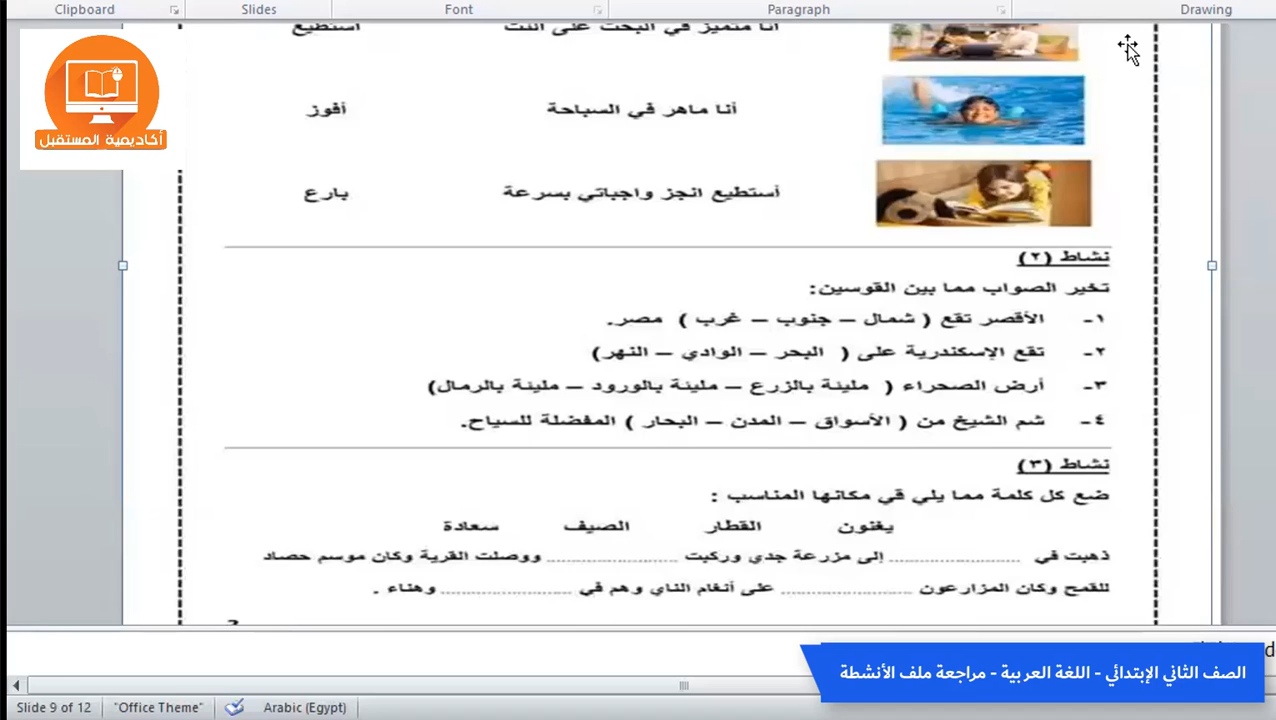 Clipboard Slides Font Paragraph Drawing
أكاديمية المستقبل
أنا متميز في البحث على النت أستطيع
أنا ماهر في السباحة أفوز
أستطيع انجز واجباتي بسرعة بارع
نشاط (٢)
تخير الصواب مما بين القوسين:
١- الأقصر تقع ( شمال – جنوب – غرب ) مصر.
٢- تقع الإسكندرية على ( البحر – الوادي – النهر)
٣- أرض الصحراء ( مليئة بالزرع – مليئة بالورود – مليئة بالرمال)
٤- شم الشيخ من ( الأسواق – المدن – البحار ) المفضلة للسياح.
نشاط (٣)
ضع كل كلمة مما يلي في مكانها المناسب :
يغنون القطار الصيف سعادة
ذهبت في .................... إلى مزرعة جدي وركبت .................... ووصلت القرية وكان موسم حصاد
للقمح وكان المزارعون .................... على أنغام الناي وهم في .................... وهناء .
الصف الثاني الإبتدائي - اللغة العربية - مراجعة ملف الأنشطة
Slide 9 of 12 "Office Theme" Arabic (Egypt)